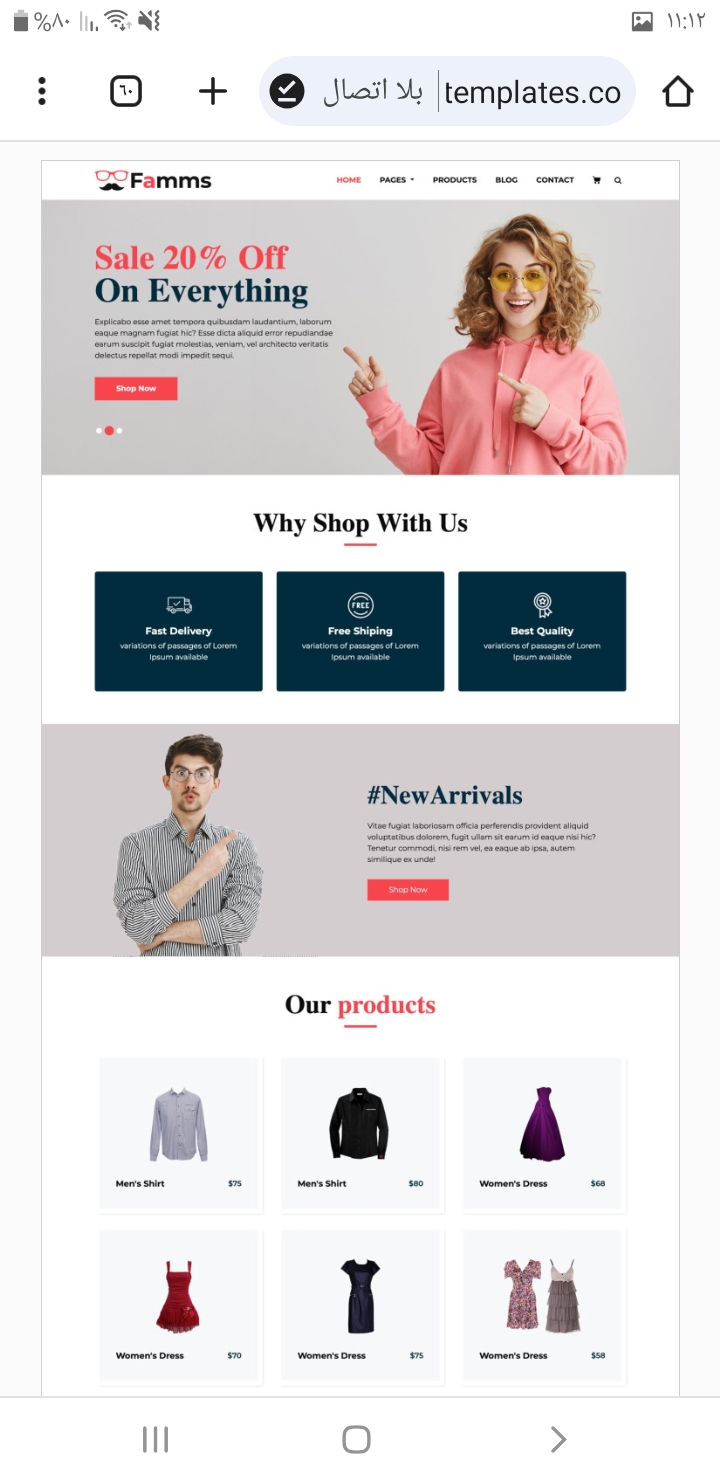 %٨٠
١١:١٢
٦٠
بلا اتصال
templates.co
Famms
HOME PAGES PRODUCTS BLOG CONTACT
Sale 20% Off
On Everything
Explicabo esse amet tempora quibusdam laudantium, laborum
eaque magnam fugiat hic? Esse dicta aliquid error repudiandae
earum suscipit fugiat molestias, veniam, vel architecto veritatis
delectus repellat modi impedit sequi.
Shop Now
Why Shop With Us
Fast Delivery
variations of passages of Lorem
Ipsum available
FREE
Free Shiping
variations of passages of Lorem
Ipsum available
Best Quality
variations of passages of Lorem
Ipsum available
#NewArrivals
Vitae fugiat laboriosam officia perferendis provident aliquid
voluptatibus dolorem, fugit ullam sit earum id eaque nisi hic?
Tenetur commodi, nisi rem vel, ea eaque ab ipsa, autem
similique ex unde!
Shop Now
Our products
Men's Shirt $75
Men's Shirt $80
Women's Dress $68
Women's Dress $70
Women's Dress $75
Women's Dress $58